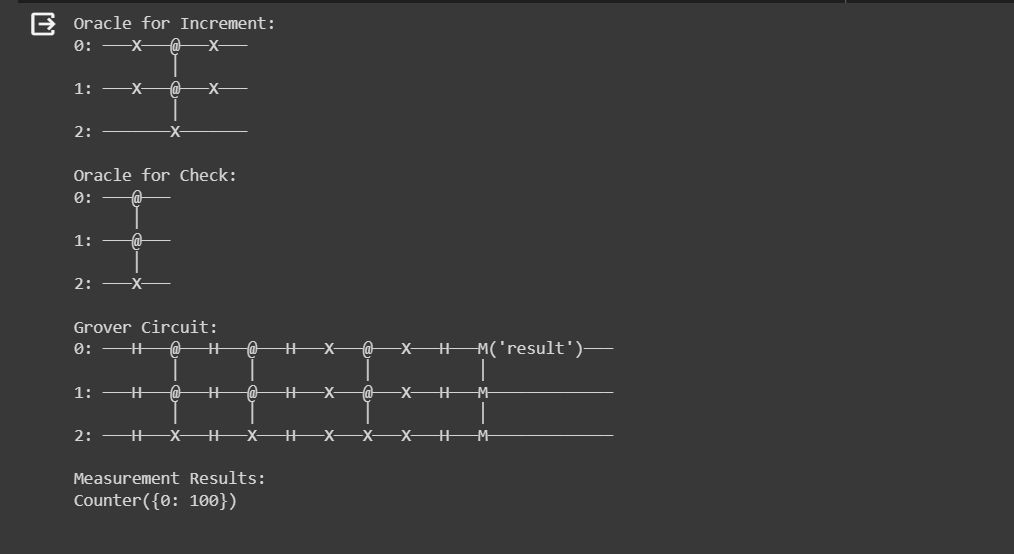 Oracle for Increment:
0: ───X───@───X───
          │
1: ───X───@───X───
          │
2: ───────X───────
Oracle for Check:
0: ───@───
      │
1: ───@───
      │
2: ───X───
Grover Circuit:
0: ───H───@───H───@───H───X───@───X───H───M('result')───
          │       │           │           │
1: ───H───@───H───@───H───X───@───X───H───M─────────────
          │       │           │           │
2: ───H───X───H───X───H───X───X───X───H───M─────────────
Measurement Results:
Counter({0: 100})